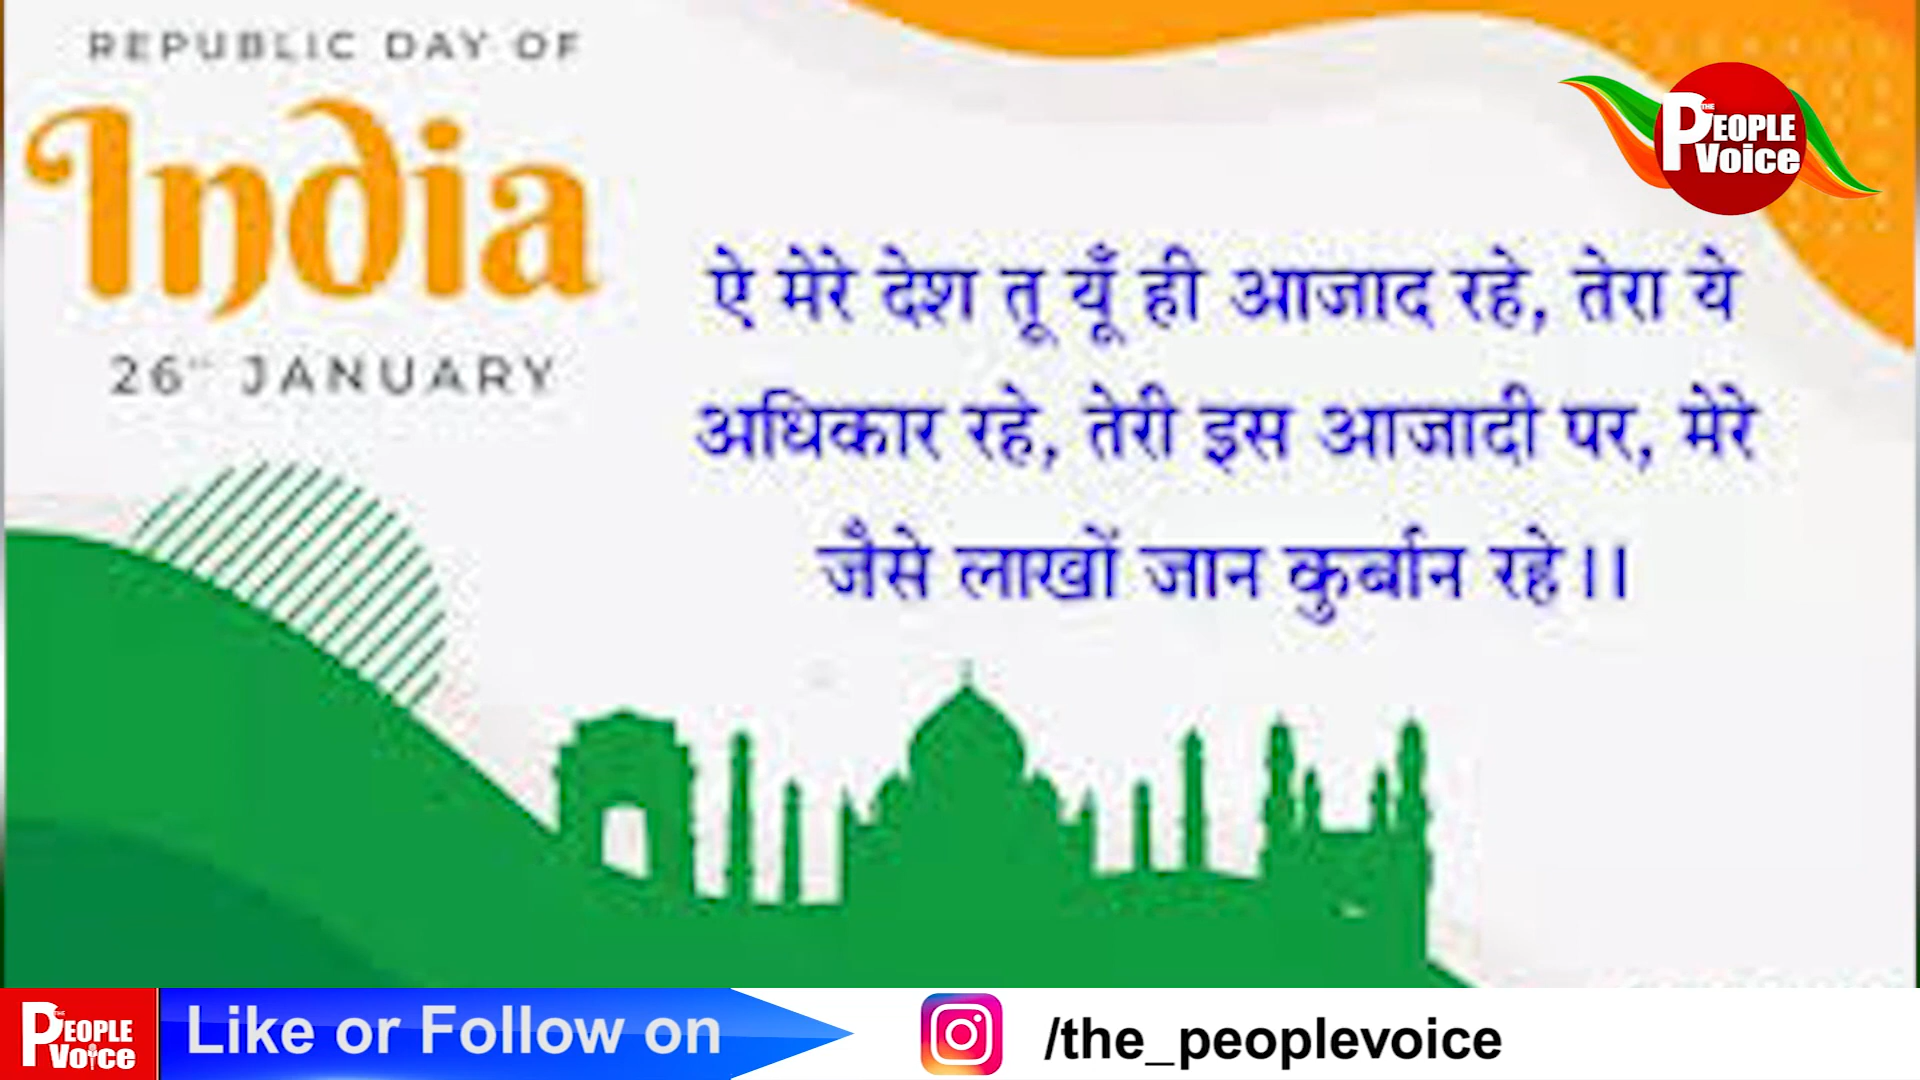 REPUBLIC DAY OF
India
26th JANUARY
THE
PEOPLE
Voice
ऐ मेरे देश तू यूँ ही आजाद रहे, तेरा ये
अधिकार रहे, तेरी इस आजादी पर, मेरे
जैसे लाखों जान कुर्बान रहे।।
THE
PEOPLE
Voice
Like or Follow on
/the_peoplevoice